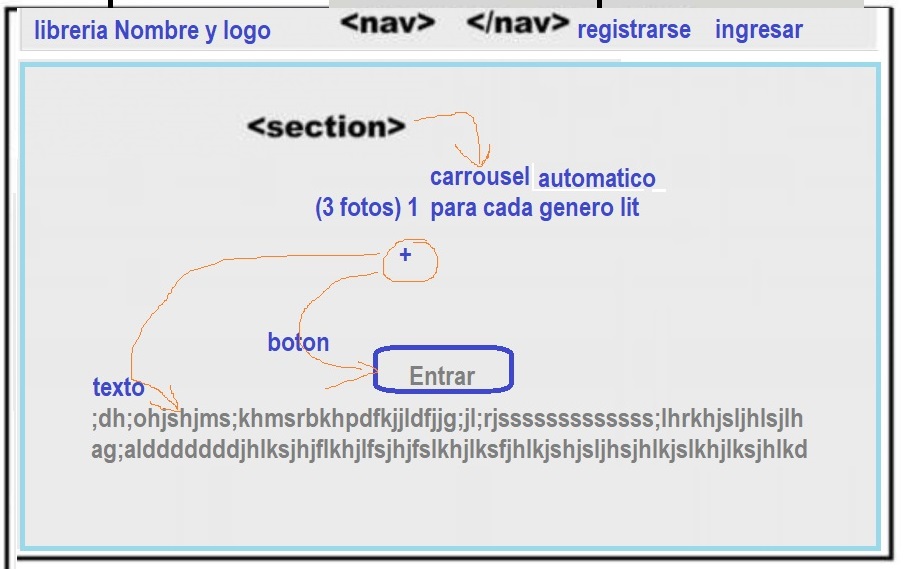 libreria Nombre y logo <nav> </nav> registrarse ingresar
<section>
carrousel automatico
(3 fotos) 1 para cada genero lit
+
boton
Entrar
texto
;dh;ohjshjms;khmsrbkhpdfkjjldfjjg;jl;rjsssssssssssss;lhrkhjsljhlsjlh
ag;alddddddddjhlksjhjflkhjlfsjhjfslkhjlksfjhlkjshjsljhsjhlkjslkhjlksjhlkd